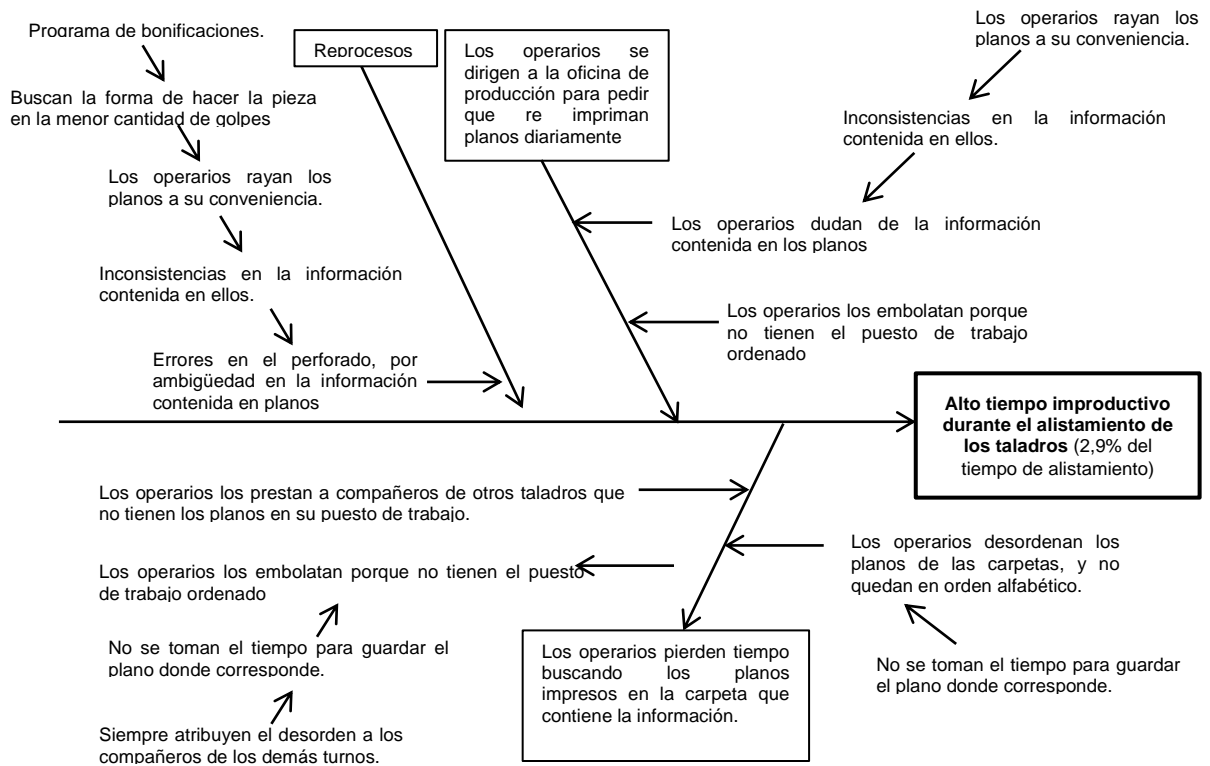 Programa de bonificaciones.
Buscan la forma de hacer la pieza
en la menor cantidad de golpes
Los operarios rayan los
planos a su conveniencia.
Inconsistencias en la información
contenida en ellos.
Errores en el perforado, por
ambigüedad en la información
contenida en planos
Reprocesos
Los operarios se
dirigen a la oficina de
producción para pedir
que re impriman
planos diariamente
Los operarios rayan los
planos a su conveniencia.
Inconsistencias en la información
contenida en ellos.
Los operarios dudan de la información
contenida en los planos
Los operarios los embolatan porque
no tienen el puesto de trabajo
ordenado
Alto tiempo improductivo
durante el alistamiento de
los taladros (2,9% del
tiempo de alistamiento)
Los operarios los prestan a compañeros de otros taladros que
no tienen los planos en su puesto de trabajo.
Los operarios los embolatan porque no tienen el puesto
de trabajo ordenado
No se toman el tiempo para guardar el
plano donde corresponde.
Siempre atribuyen el desorden a los
compañeros de los demás turnos.
Los operarios pierden tiempo
buscando los planos
impresos en la carpeta que
contiene la información.
Los operarios desordenan los
planos de las carpetas, y no
quedan en orden alfabético.
No se toman el tiempo para guardar
el plano donde corresponde.